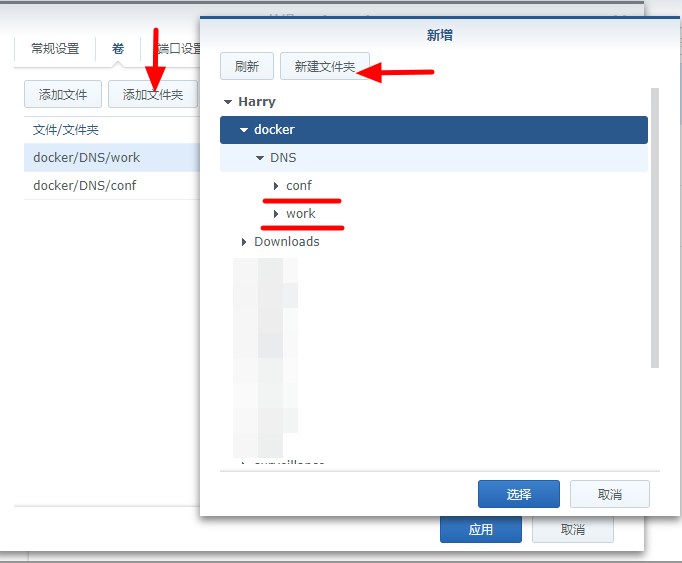 新增
常规设置 卷 端口设置
刷新 新建文件夹
添加文件 添加文件夹
Harry
docker
文件/文件夹
DNS
docker/DNS/work
conf
docker/DNS/conf
work
Downloads
surveillance
选择 取消
应用 取消